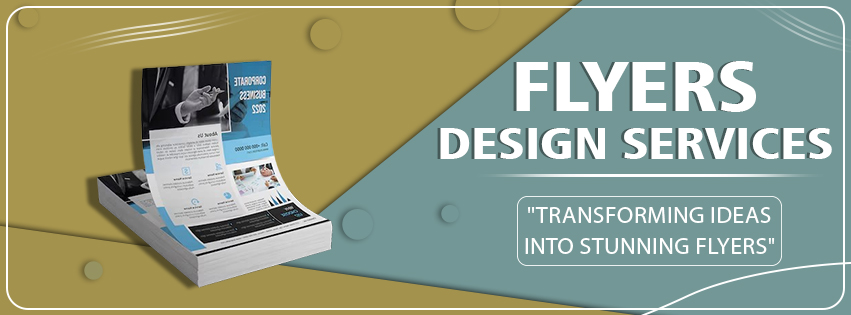 FLYERS
DESIGN SERVICES
"TRANSFORMING IDEAS
INTO STUNNING FLYERS"
CORPORATE
BUSINESS
2022
About Us